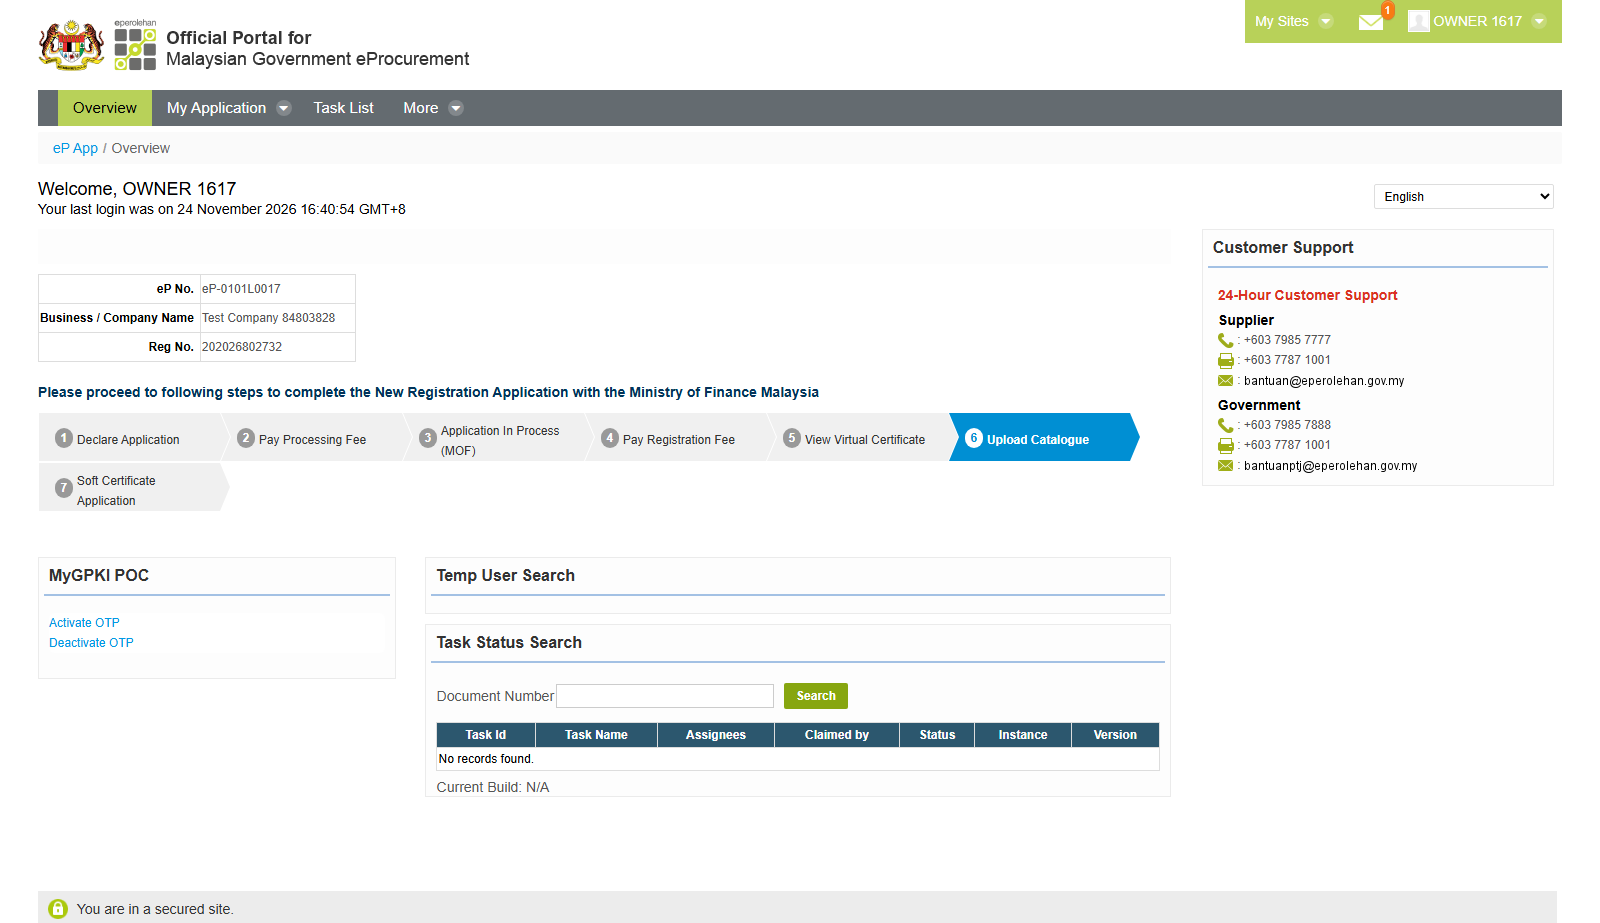 eperolehan
Official Portal for
Malaysian Government eProcurement
My Sites
1
OWNER 1617
Overview
My Application
Task List
More
eP App / Overview
Welcome, OWNER 1617
Your last login was on 24 November 2026 16:40:54 GMT+8
English
eP No. eP-0101L0017
Business / Company Name Test Company 84803828
Reg No. 202026802732
Please proceed to following steps to complete the New Registration Application with the Ministry of Finance Malaysia
1 Declare Application
2 Pay Processing Fee
3 Application In Process
(MOF)
4 Pay Registration Fee
5 View Virtual Certificate
6 Upload Catalogue
7 Soft Certificate
Application
Customer Support
24-Hour Customer Support
Supplier
: +603 7985 7777
: +603 7787 1001
: bantuan@eperolehan.gov.my
Government
: +603 7985 7888
: +603 7787 1001
: bantuanptj@eperolehan.gov.my
MyGPKI POC
Activate OTP
Deactivate OTP
Temp User Search
Task Status Search
Document Number
Search
Task Id Task Name Assignees Claimed by Status Instance Version
No records found.
Current Build: N/A
You are in a secured site.